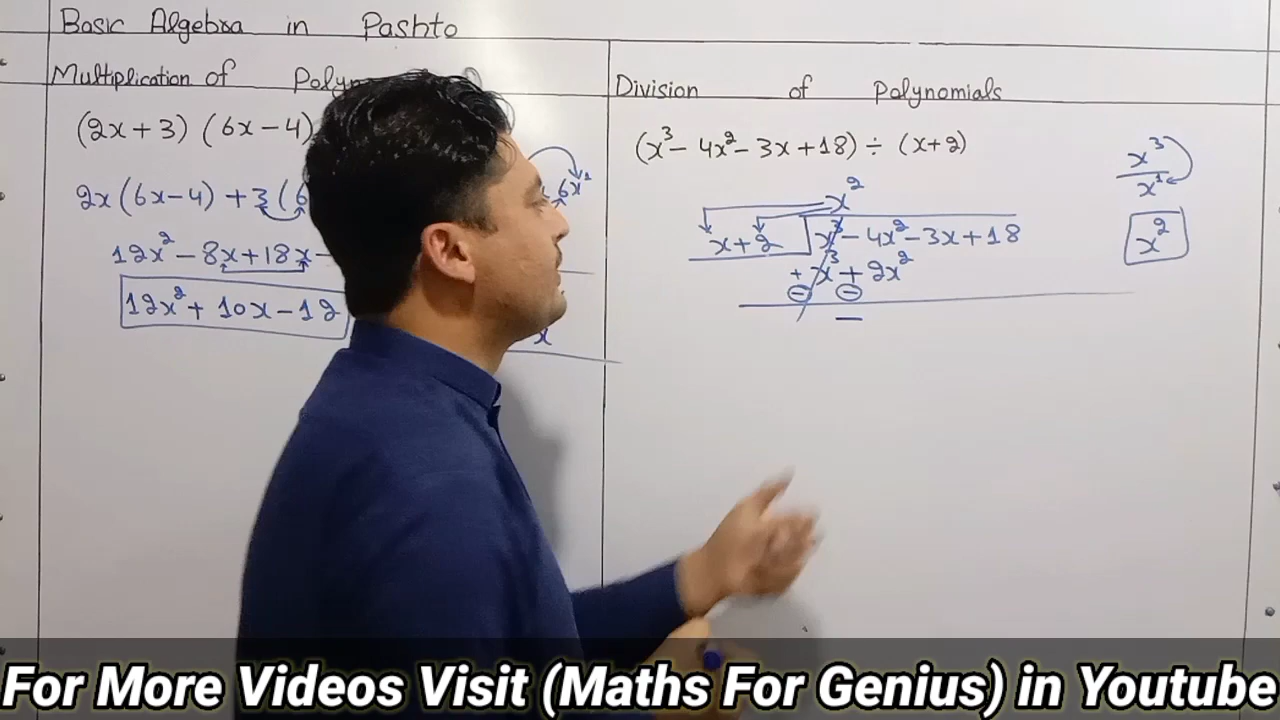 Basic Algebra in Pashto
Multiplication of
(2x+3) (6x-4)
2x(6x-4) + 3(6
12x² - 8x + 18x -
12x² + 10x - 12
6x¹
x
Division of Polynomials
(x³ - 4x² - 3x + 18) ÷ (x+2)
x²
x+2 x³ - 4x² - 3x + 18
+ x³ + 2x²
- -
-
x³
x¹
x²
For More Videos Visit (Maths For Genius) in Youtube